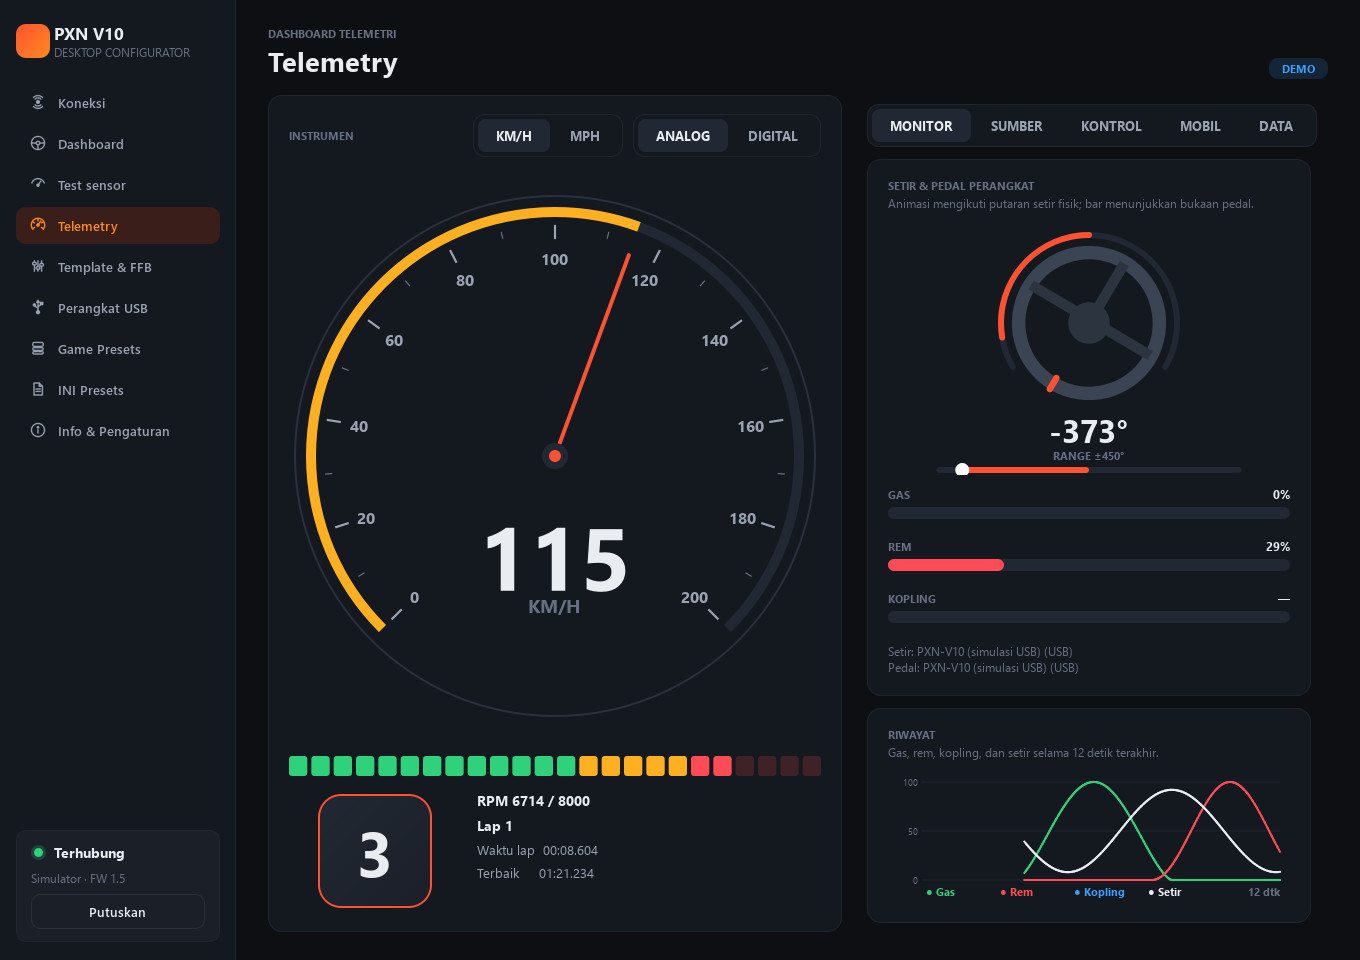 PXN V10
DESKTOP CONFIGURATOR
Koneksi
Dashboard
Test sensor
Telemetry
Template & FFB
Perangkat USB
Game Presets
INI Presets
Info & Pengaturan
Terhubung
Simulator · FW 1.5
Putuskan
DASHBOARD TELEMETRI
Telemetry
DEMO
INSTRUMEN
KM/H MPH
ANALOG DIGITAL
0
20
40
60
80
100
120
140
160
180
200
115
KM/H
3
RPM 6714 / 8000
Lap 1
Waktu lap 00:08.604
Terbaik 01:21.234
MONITOR SUMBER KONTROL MOBIL DATA
SETIR & PEDAL PERANGKAT
Animasi mengikuti putaran setir fisik; bar menunjukkan bukaan pedal.
-373°
RANGE ±450°
GAS 0%
REM 29%
KOPLING —
Setir: PXN-V10 (simulasi USB) (USB)
Pedal: PXN-V10 (simulasi USB) (USB)
RIWAYAT
Gas, rem, kopling, dan setir selama 12 detik terakhir.
100
50
0
● Gas ● Rem ● Kopling ● Setir 12 dtk